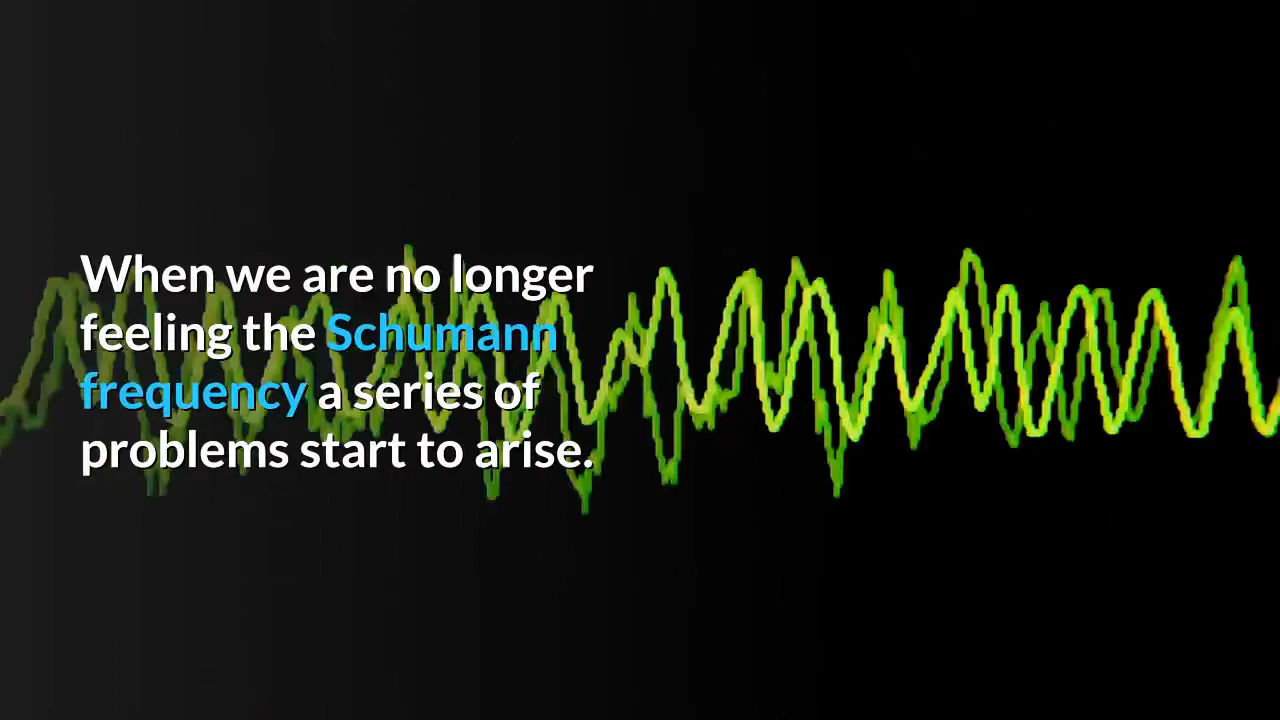 When we are no longer
feeling the Schumann
frequency a series of
problems start to arise.